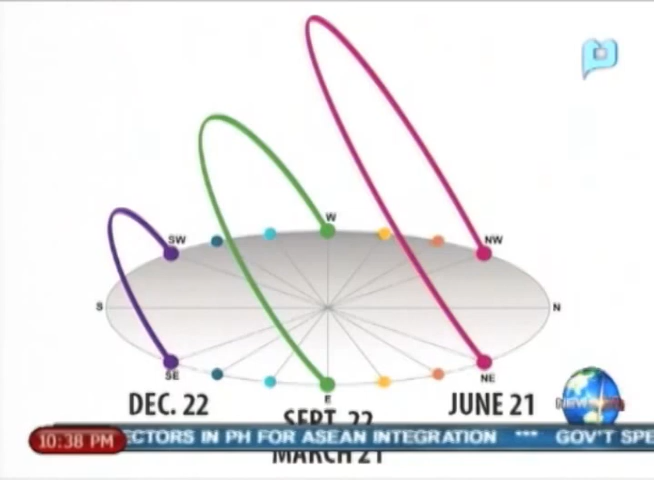 W
SW
NW
S
N
SE
NE
E
DEC. 22
SEPT. 22
JUNE 21
10:38 PM
ECTORS IN PH FOR ASEAN INTEGRATION *** GOV'T SPE
MARCH 21